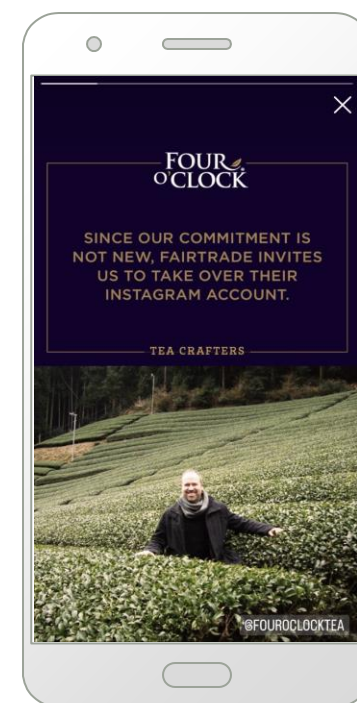 FOUR
O'CLOCK
SINCE OUR COMMITMENT IS
NOT NEW, FAIRTRADE INVITES
US TO TAKE OVER THEIR
INSTAGRAM ACCOUNT.
TEA CRAFTERS
@FOUROCLOCKTEA